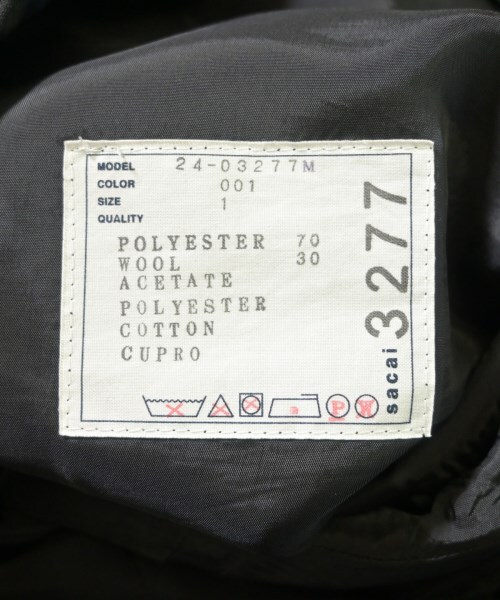 MODEL 24-03277M
COLOR 001
SIZE 1
QUALITY
POLYESTER 70
WOOL 30
ACETATE
POLYESTER
COTTON
CUPRO
P W
sacai 3277